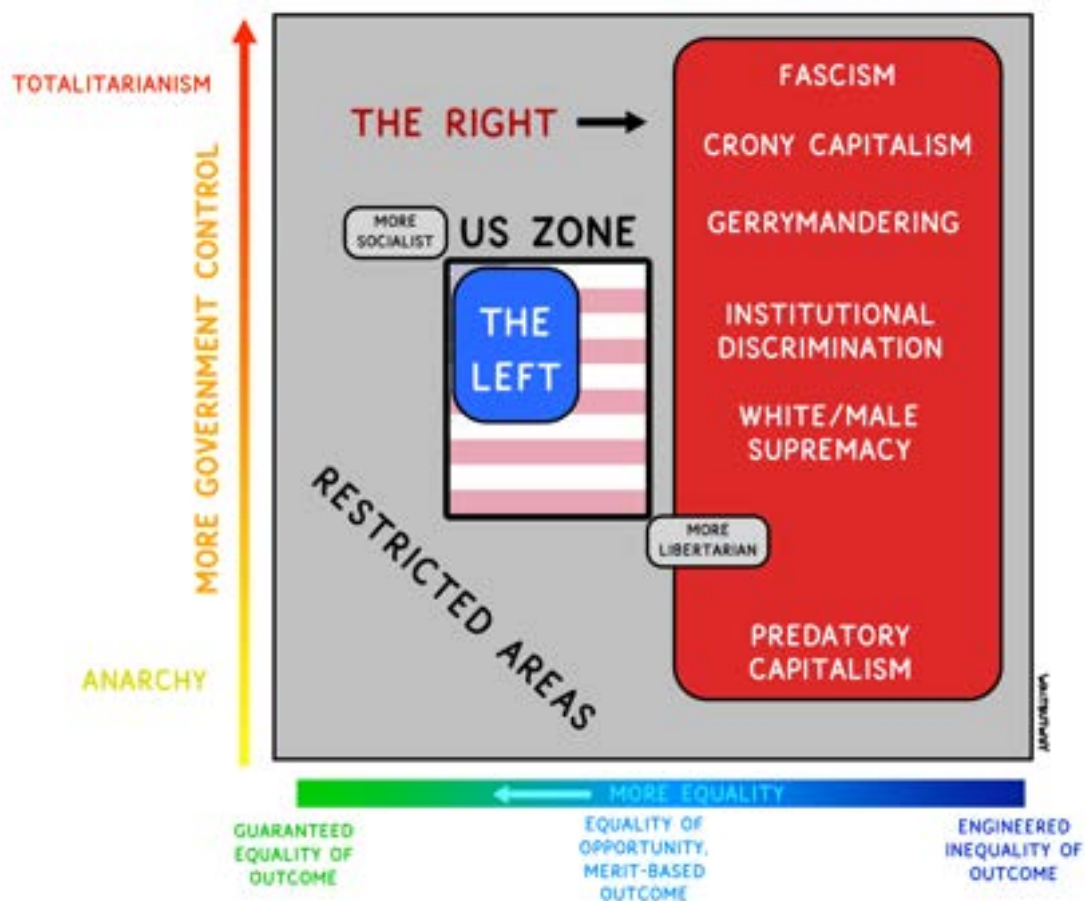 TOTALITARIANISM
MORE GOVERNMENT CONTROL
ANARCHY
THE RIGHT
MORE
SOCIALIST
US ZONE
THE
LEFT
RESTRICTED AREAS
MORE
LIBERTARIAN
FASCISM
CRONY CAPITALISM
GERRYMANDERING
INSTITUTIONAL
DISCRIMINATION
WHITE/MALE
SUPREMACY
PREDATORY
CAPITALISM
MORE EQUALITY
GUARANTEED
EQUALITY OF
OUTCOME
EQUALITY OF
OPPORTUNITY,
MERIT-BASED
OUTCOME
ENGINEERED
INEQUALITY OF
OUTCOME
WAITBUTWHY